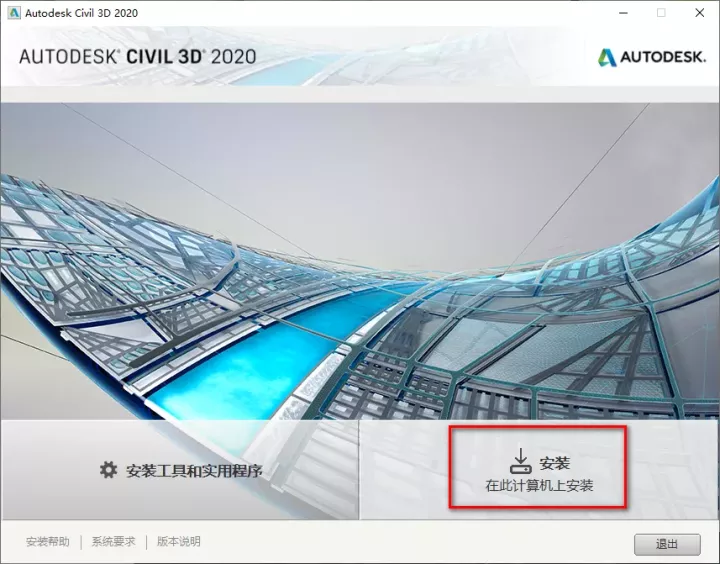 Autodesk Civil 3D 2020
AUTODESK® CIVIL 3D® 2020
AUTODESK.
安装工具和实用程序
安装
在此计算机上安装
安装帮助 | 系统要求 | 版本说明
退出